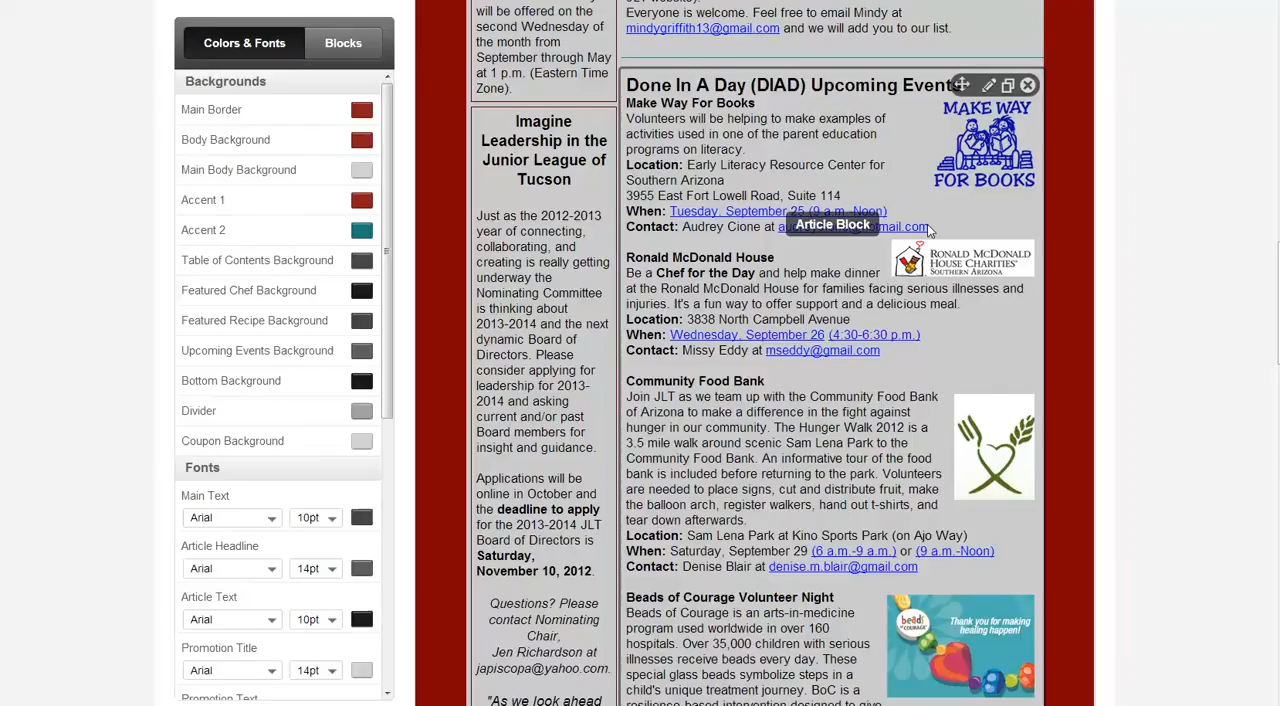 Colors & Fonts
Blocks
Backgrounds
Main Border
Body Background
Main Body Background
Accent 1
Accent 2
Table of Contents Background
Featured Chef Background
Featured Recipe Background
Upcoming Events Background
Bottom Background
Divider
Coupon Background
Fonts
Main Text
Arial
10pt
Article Headline
Arial
14pt
Article Text
Arial
10pt
Promotion Title
Arial
14pt
Promotion Text
will be offered on the
second Wednesday of
the month from
September through May
at 1 p.m. (Eastern Time
Zone).
Imagine
Leadership in the
Junior League of
Tucson
Just as the 2012-2013
year of connecting,
collaborating, and
creating is really getting
underway the
Nominating Committee
is thinking about
2013-2014 and the next
dynamic Board of
Directors. Please
consider applying for
leadership for 2013-
2014 and asking
current and/or past
Board members for
insight and guidance.
Applications will be
online in October and
the deadline to apply
for the 2013-2014 JLT
Board of Directors is
Saturday,
November 10, 2012.
Questions? Please
contact Nominating
Chair,
Jen Richardson at
japiscopa@yahoo.com.
"As we look ahead
Everyone is welcome. Feel free to email Mindy at
mindygriffith13@gmail.com and we will add you to our list.
Done In A Day (DIAD) Upcoming Events
Make Way For Books
Volunteers will be helping to make examples of
activities used in one of the parent education
programs on literacy.
Location: Early Literacy Resource Center for
Southern Arizona
3955 East Fort Lowell Road, Suite 114
When: Tuesday, September 25 (9 a.m.-Noon)
Contact: Audrey Cione at
Article Block
MAKE WAY
FOR BOOKS
Ronald McDonald House
Be a Chef for the Day and help make dinner
at the Ronald McDonald House for families facing serious illnesses and
injuries. It's a fun way to offer support and a delicious meal.
Location: 3838 North Campbell Avenue
When: Wednesday, September 26 (4:30-6:30 p.m.)
Contact: Missy Eddy at mseddy@gmail.com
RONALD MCDONALD
HOUSE CHARITIES
SOUTHERN ARIZONA
Community Food Bank
Join JLT as we team up with the Community Food Bank
of Arizona to make a difference in the fight against
hunger in our community. The Hunger Walk 2012 is a
3.5 mile walk around scenic Sam Lena Park to the
Community Food Bank. An informative tour of the food
bank is included before returning to the park. Volunteers
are needed to place signs, cut and distribute fruit, make
the balloon arch, register walkers, hand out t-shirts, and
tear down afterwards.
Location: Sam Lena Park at Kino Sports Park (on Ajo Way)
When: Saturday, September 29 (6 a.m.-9 a.m.) or (9 a.m.-Noon)
Contact: Denise Blair at denise.m.blair@gmail.com
Beads of Courage Volunteer Night
Beads of Courage is an arts-in-medicine
program used worldwide in over 160
hospitals. Over 35,000 children with serious
illnesses receive beads every day. These
special glass beads symbolize steps in a
child's unique treatment journey. BoC is a
resilience-based intervention designed to give
Thank you for making
healing happen!